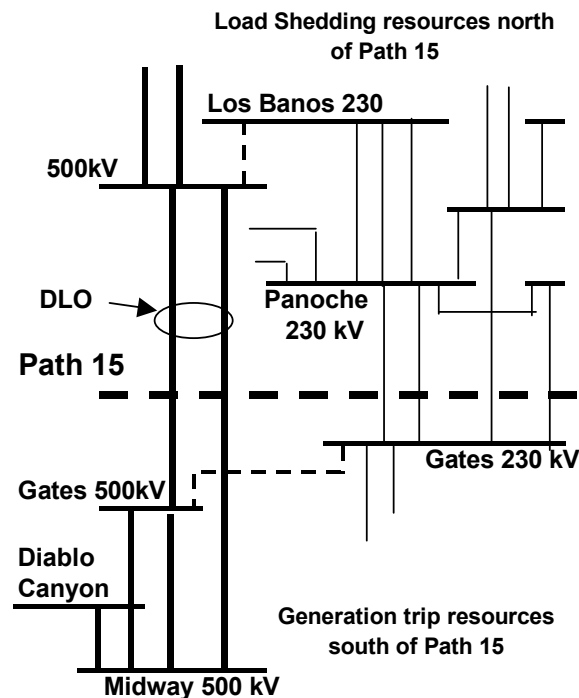 Load Shedding resources north
of Path 15
Los Banos 230
500kV
DLO
Panoche
230 kV
Path 15
Gates 230 kV
Gates 500kV
Diablo
Canyon
Generation trip resources
south of Path 15
Midway 500 kV